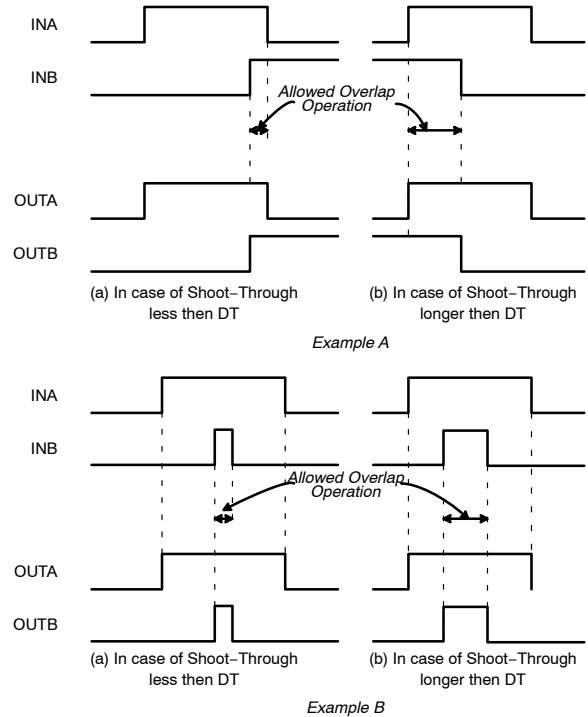 INA
INB
Allowed Overlap
Operation
OUTA
OUTB
(a) In case of Shoot−Through
less then DT
(b) In case of Shoot−Through
longer then DT
Example A
INA
INB
Allowed Overlap
Operation
OUTA
OUTB
(a) In case of Shoot−Through
less then DT
(b) In case of Shoot−Through
longer then DT
Example B